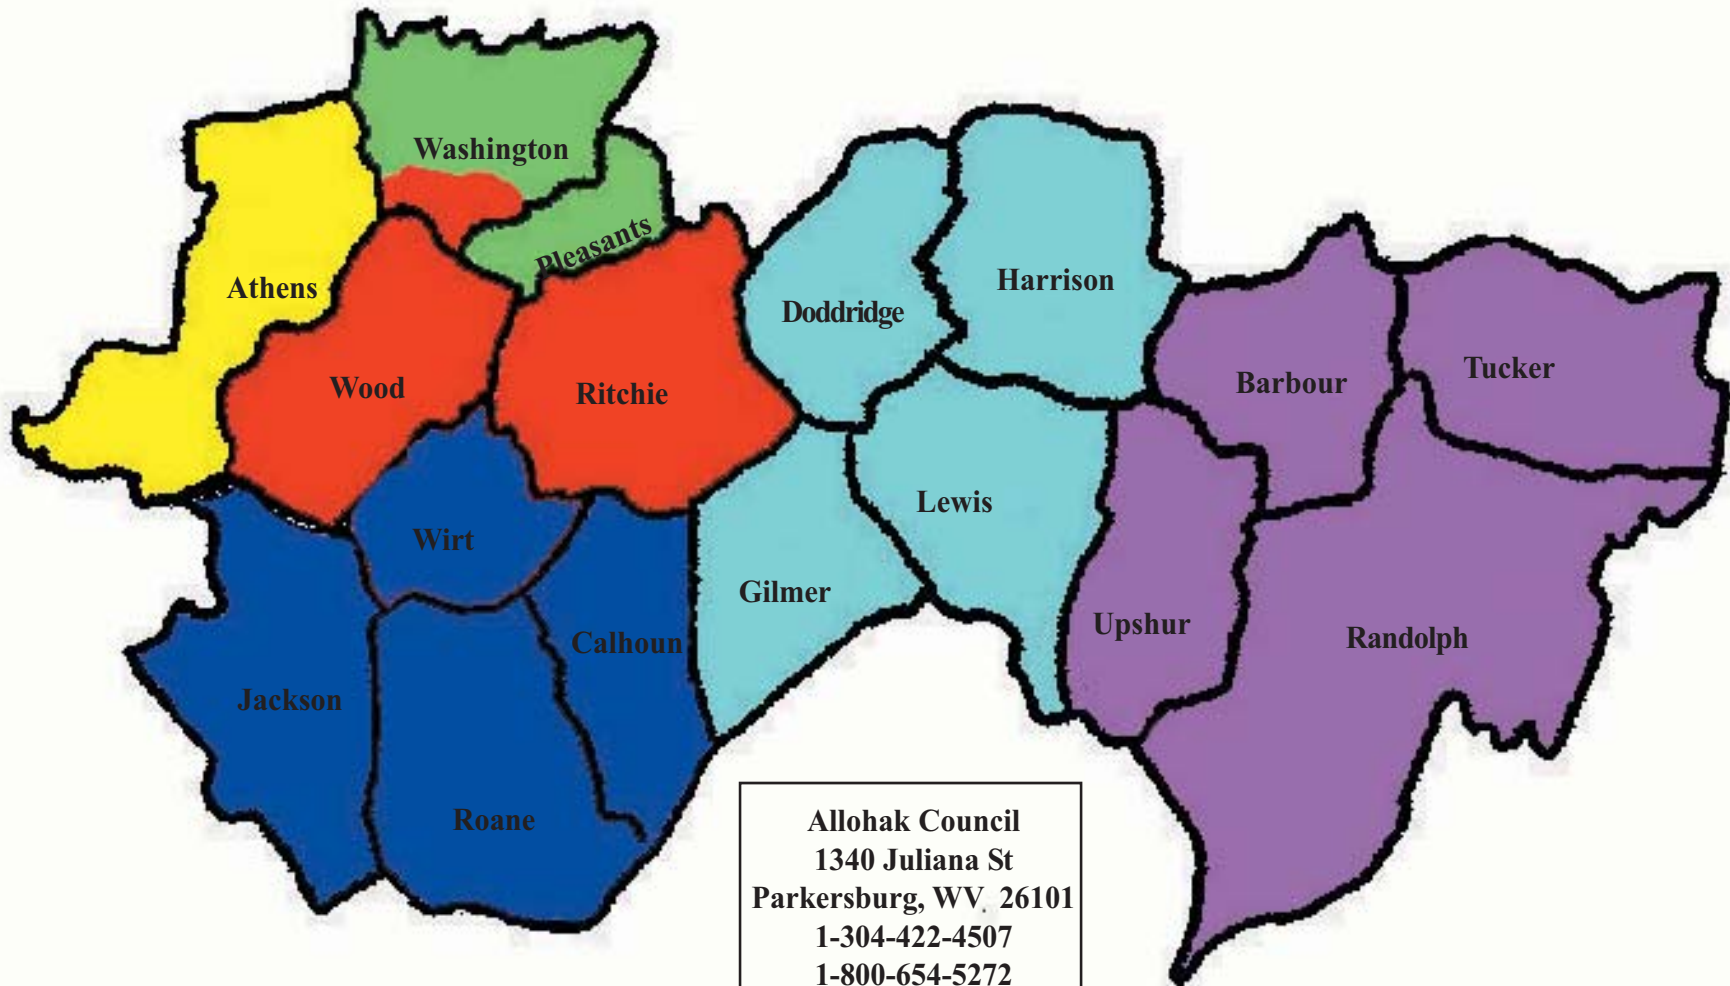 Washington
Pleasants
Athens
Harrison
Doddridge
Wood
Ritchie
Barbour
Tucker
Wirt
Lewis
Gilmer
Calhoun
Upshur
Randolph
Jackson
Roane
Allohak Council
1340 Juliana St
Parkersburg, WV. 26101
1-304-422-4507
1-800-654-5272